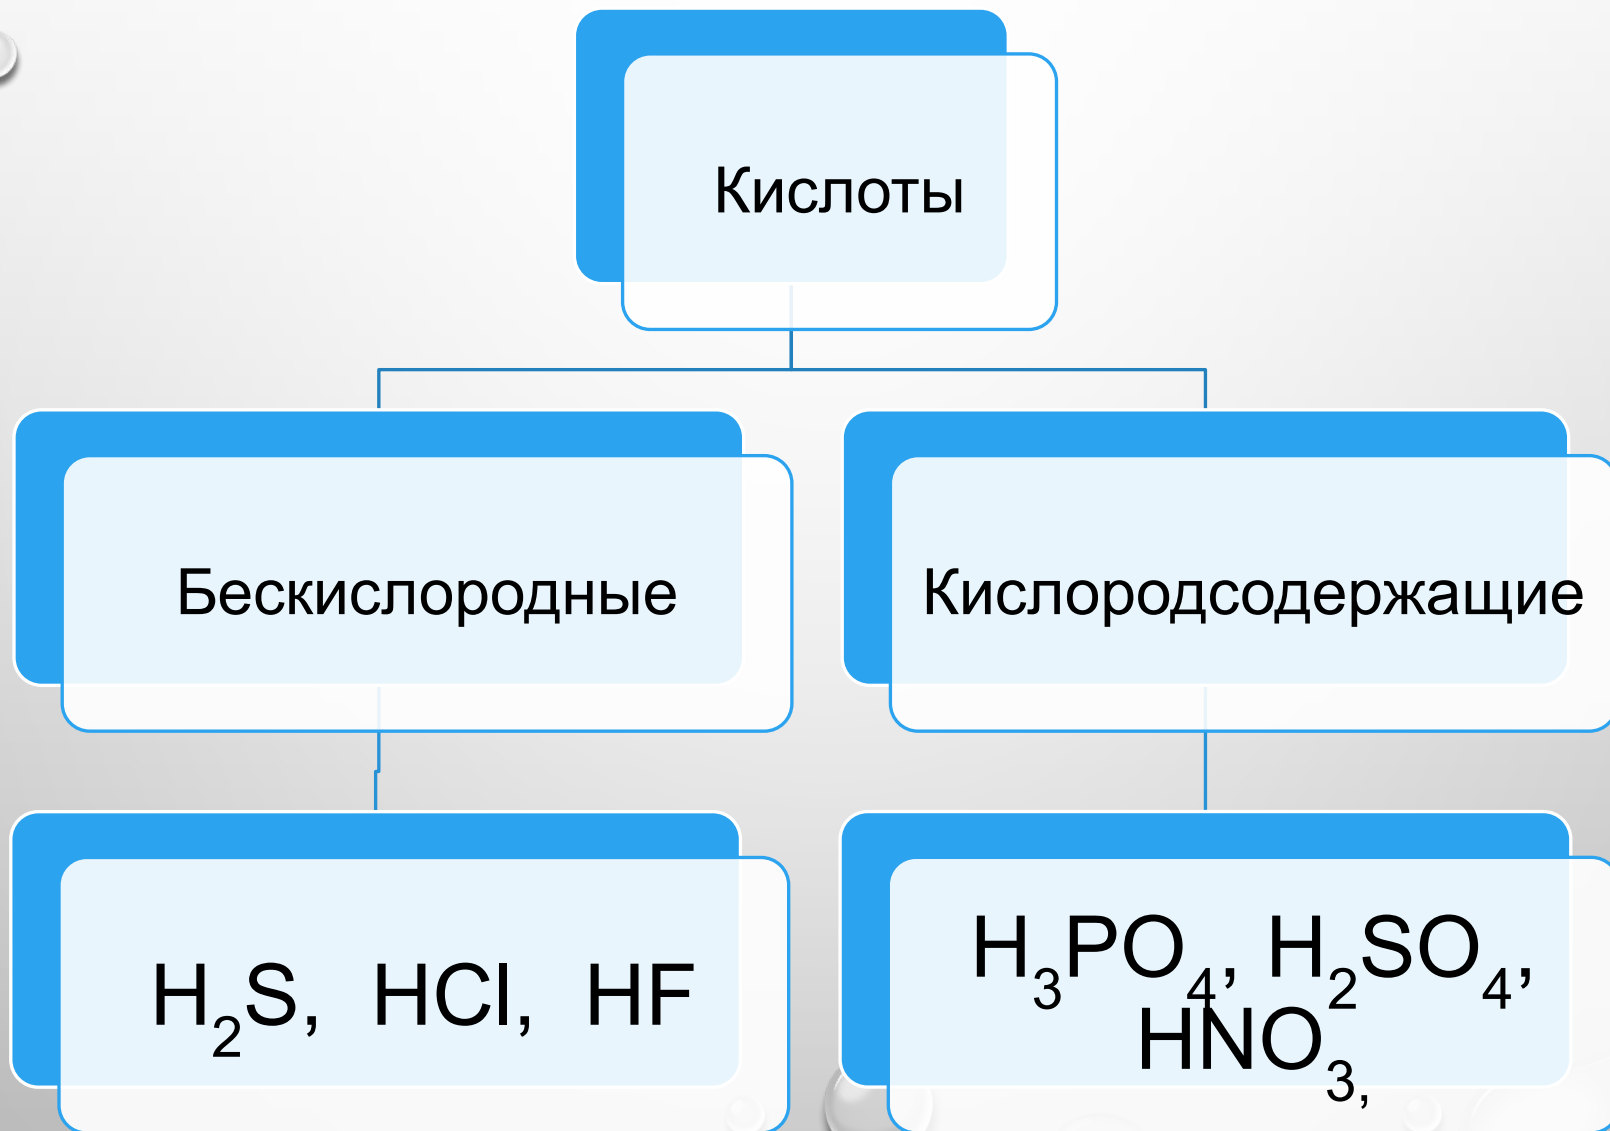 Кислоты
Бескислородные
Кислородсодержащие
H₂S, HCl, HF
H₃PO₄, H₂SO₄,
HNO₃,